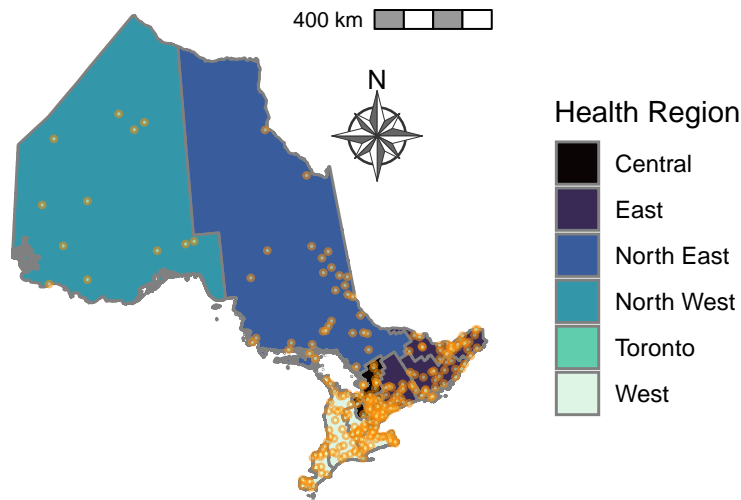 400 km
N
Health Region
Central
East
North East
North West
Toronto
West